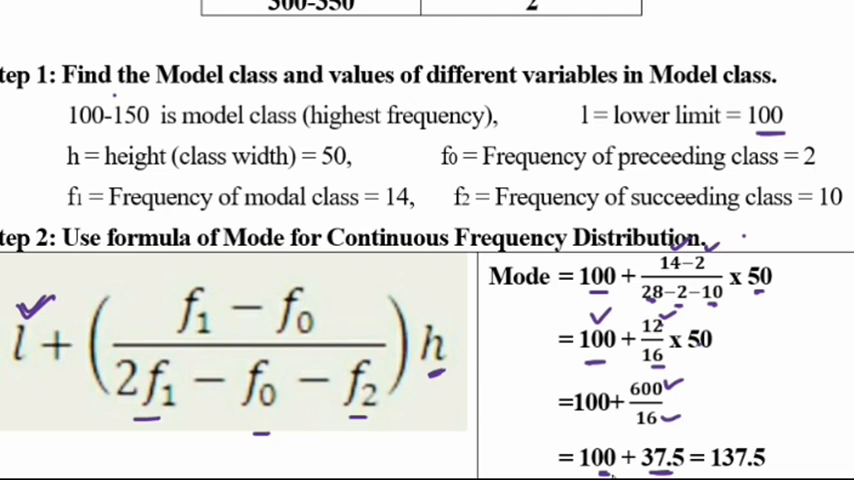 300-350 2
tep 1: Find the Model class and values of different variables in Model class.
100-150 is model class (highest frequency), l = lower limit = 100
h = height (class width) = 50, f0 = Frequency of preceeding class = 2
f1 = Frequency of modal class = 14, f2 = Frequency of succeeding class = 10
tep 2: Use formula of Mode for Continuous Frequency Distribution.
l + ( (f1 − f0) / (2f1 − f0 − f2) ) h
Mode = 100 + (14−2) / (28−2−10) x 50
= 100 + 12/16 x 50
=100+ 600/16
= 100 + 37.5 = 137.5